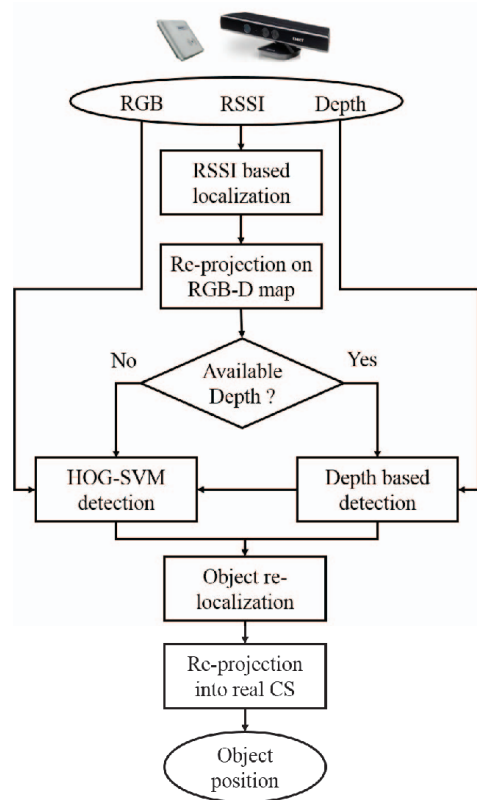 RGB RSSI Depth
RSSI based
localization
Re-projection on
RGB-D map
No
Yes
Available
Depth ?
HOG-SVM
detection
Depth based
detection
Object re-
localization
Re-projection
into real CS
Object
position